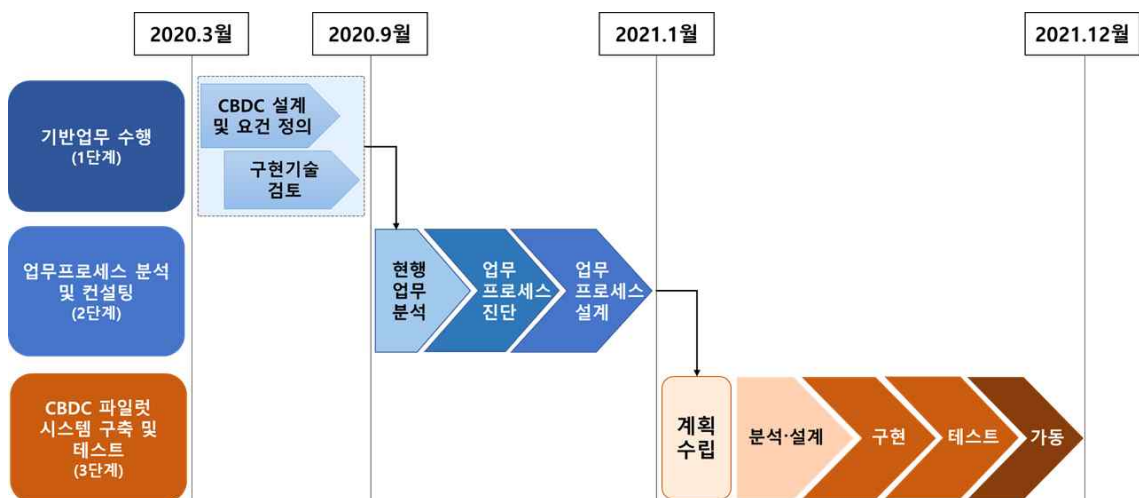 2020.3월
2020.9월
2021.1월
2021.12월
기반업무 수행
(1단계)
CBDC 설계
및 요건 정의
구현기술
검토
업무프로세스 분석
및 컨설팅
(2단계)
현행
업무
분석
업무
프로세스
진단
업무
프로세스
설계
CBDC 파일럿
시스템 구축 및
테스트
(3단계)
계획
수립
분석·설계
구현
테스트
가동